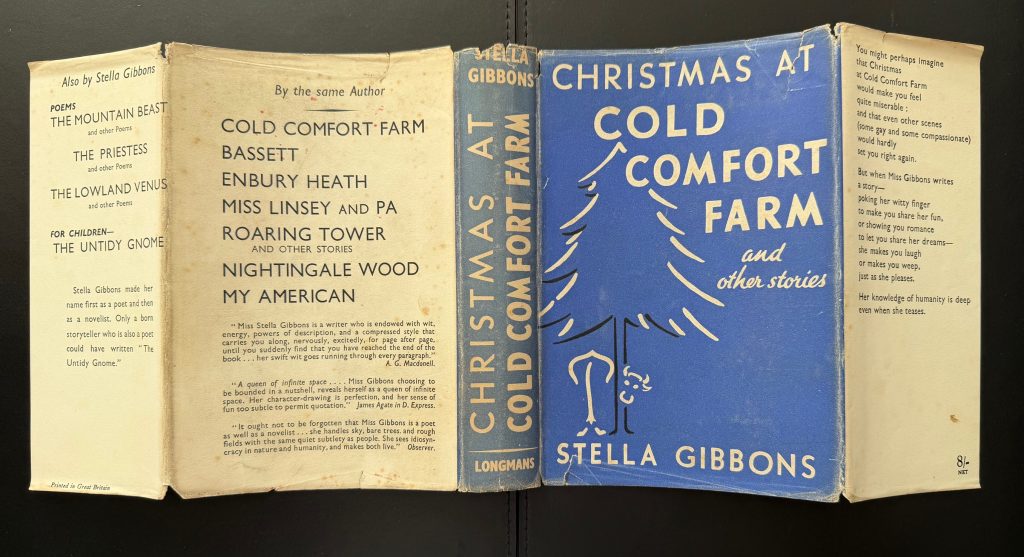 Also by Stella Gibbons
POEMS
THE MOUNTAIN BEAST
and other Poems
THE PRIESTESS
and other Poems
THE LOWLAND VENUS
and other Poems
FOR CHILDREN—
THE UNTIDY GNOME
Stella Gibbons made her
name first as a poet and then
as a novelist. Only a born
storyteller who is also a poet
could have written "The
Untidy Gnome."
Printed in Great Britain
By the same Author
COLD COMFORT FARM
BASSETT
ENBURY HEATH
MISS LINSEY AND PA
ROARING TOWER
AND OTHER STORIES
NIGHTINGALE WOOD
MY AMERICAN
"Miss Stella Gibbons is a writer who is endowed with wit,
energy, powers of description, and a compressed style that
carries you along, nervously, excitedly, for page after page,
until you suddenly find that you have reached the end of the
book . . . her swift wit goes running through every paragraph."
A. G. Macdonell.
"A queen of infinite space . . . . Miss Gibbons choosing to
be bounded in a nutshell, reveals herself as a queen of infinite
space. Her character-drawing is perfection, and her sense of
fun too subtle to permit quotation." James Agate in D. Express.
"It ought not to be forgotten that Miss Gibbons is a poet
as well as a novelist . . . she handles sky, bare trees, and rough
fields with the same quiet subtlety as people. She sees idiosyn-
cracy in nature and humanity, and makes both live." Observer.
STELLA
GIBBONS
CHRISTMAS AT
COLD COMFORT FARM
LONGMANS
CHRISTMAS AT
COLD
COMFORT
FARM
and
other stories
STELLA GIBBONS
You might perhaps imagine
that Christmas
at Cold Comfort Farm
would make you feel
quite miserable :
and that even other scenes
(some gay and some compassionate)
would hardly
set you right again.
But when Miss Gibbons writes
a story—
poking her witty finger
to make you share her fun,
or showing you romance
to let you share her dreams—
she makes you laugh
or makes you weep,
just as she pleases.
Her knowledge of humanity is deep
even when she teases.
8/-
NET